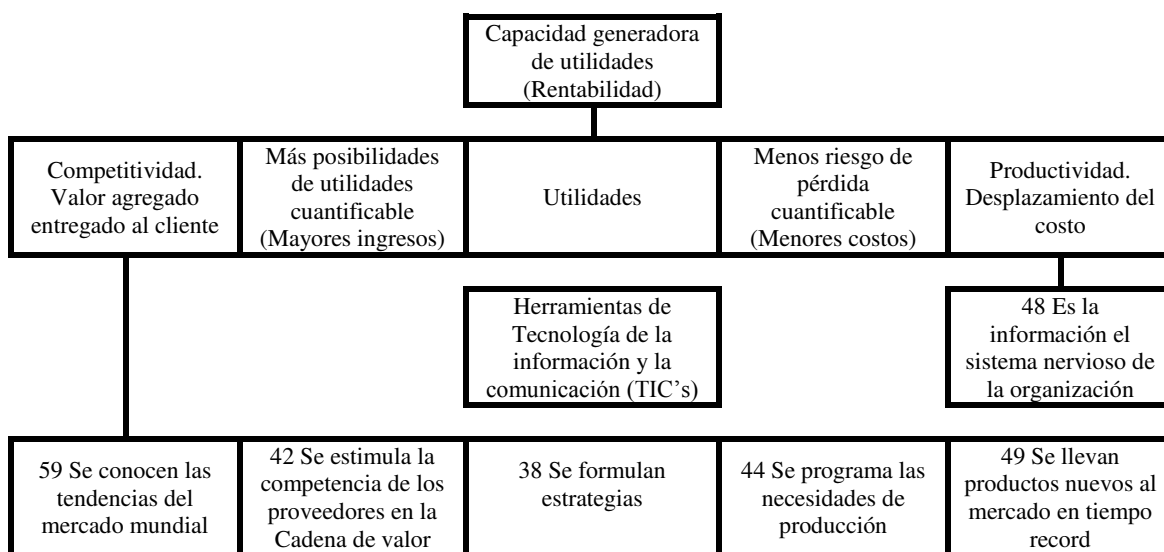 Capacidad generadora
de utilidades
(Rentabilidad)
Competitividad.
Valor agregado
entregado al cliente
Más posibilidades
de utilidades
cuantificable
(Mayores ingresos)
Utilidades
Menos riesgo de
pérdida
cuantificable
(Menores costos)
Productividad.
Desplazamiento del
costo
Herramientas de
Tecnología de la
información y la
comunicación (TIC’s)
48 Es la
información el
sistema nervioso de
la organización
59 Se conocen las
tendencias del
mercado mundial
42 Se estimula la
competencia de los
proveedores en la
Cadena de valor
38 Se formulan
estrategias
44 Se programa las
necesidades de
producción
49 Se llevan
productos nuevos al
mercado en tiempo
record